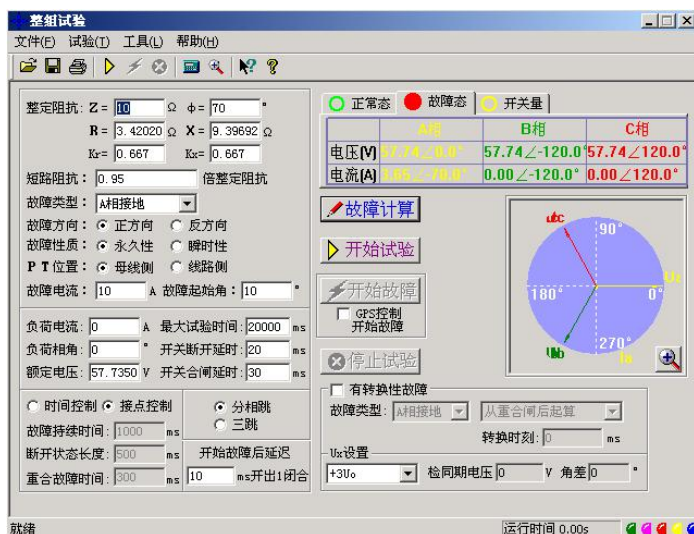 整组试验
文件(F) 试验(T) 工具(L) 帮助(H)
整定阻抗: Z = 10 Ω φ= 70 °
R = 3.42020 Ω X = 9.39692 Ω
Kr= 0.667 Kx= 0.667
短路阻抗: 0.95 倍整定阻抗
故障类型: A相接地
故障方向: 正方向 反方向
故障性质: 永久性 瞬时性
P T位置: 母线侧 线路侧
故障电流: 10 A 故障起始角: 10 °
负荷电流: 0 A 最大试验时间: 20000 ms
负荷相角: 0 ° 开关断开延时: 20 ms
额定电压: 57.7350 V 开关合闸延时: 30 ms
时间控制 接点控制
故障持续时间: 1000 ms
断开状态长度: 500 ms
重合故障时间: 300 ms
分相跳
三跳
开始故障后延迟
10 ms开出1闭合
正常态 故障态 开关量
A相 B相 C相
电压(V) 57.74∠0.0° 57.74∠-120.0° 57.74∠120.0°
电流(A) 3.65∠-70.0° 0.00∠-120.0° 0.00∠120.0°
故障计算
开始试验
开始故障
GPS控制
开始故障
停止试验
90°
180° 0°
270°
有转换性故障
故障类型: A相接地 从重合闸后起算
转换时刻: 0 ms
Ux设置
+3U₀ 检同期电压 0 V 角差 0 °
就绪 运行时间 0.00s